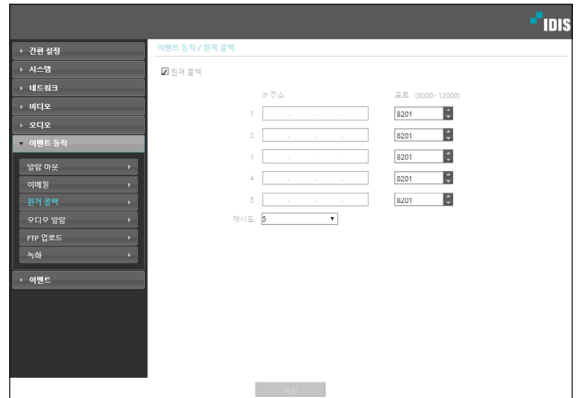 IDIS
간편 설정
시스템
네트워크
비디오
오디오
이벤트 동작
알람 아웃
이메일
원격 콜백
오디오 알람
FTP 업로드
녹화
이벤트
이벤트 동작 / 원격 콜백
원격 콜백
IP 주소 포트 (8000~12000)
1 . . . 8201
2 . . . 8201
3 . . . 8201
4 . . . 8201
5 . . . 8201
재시도 5
저장